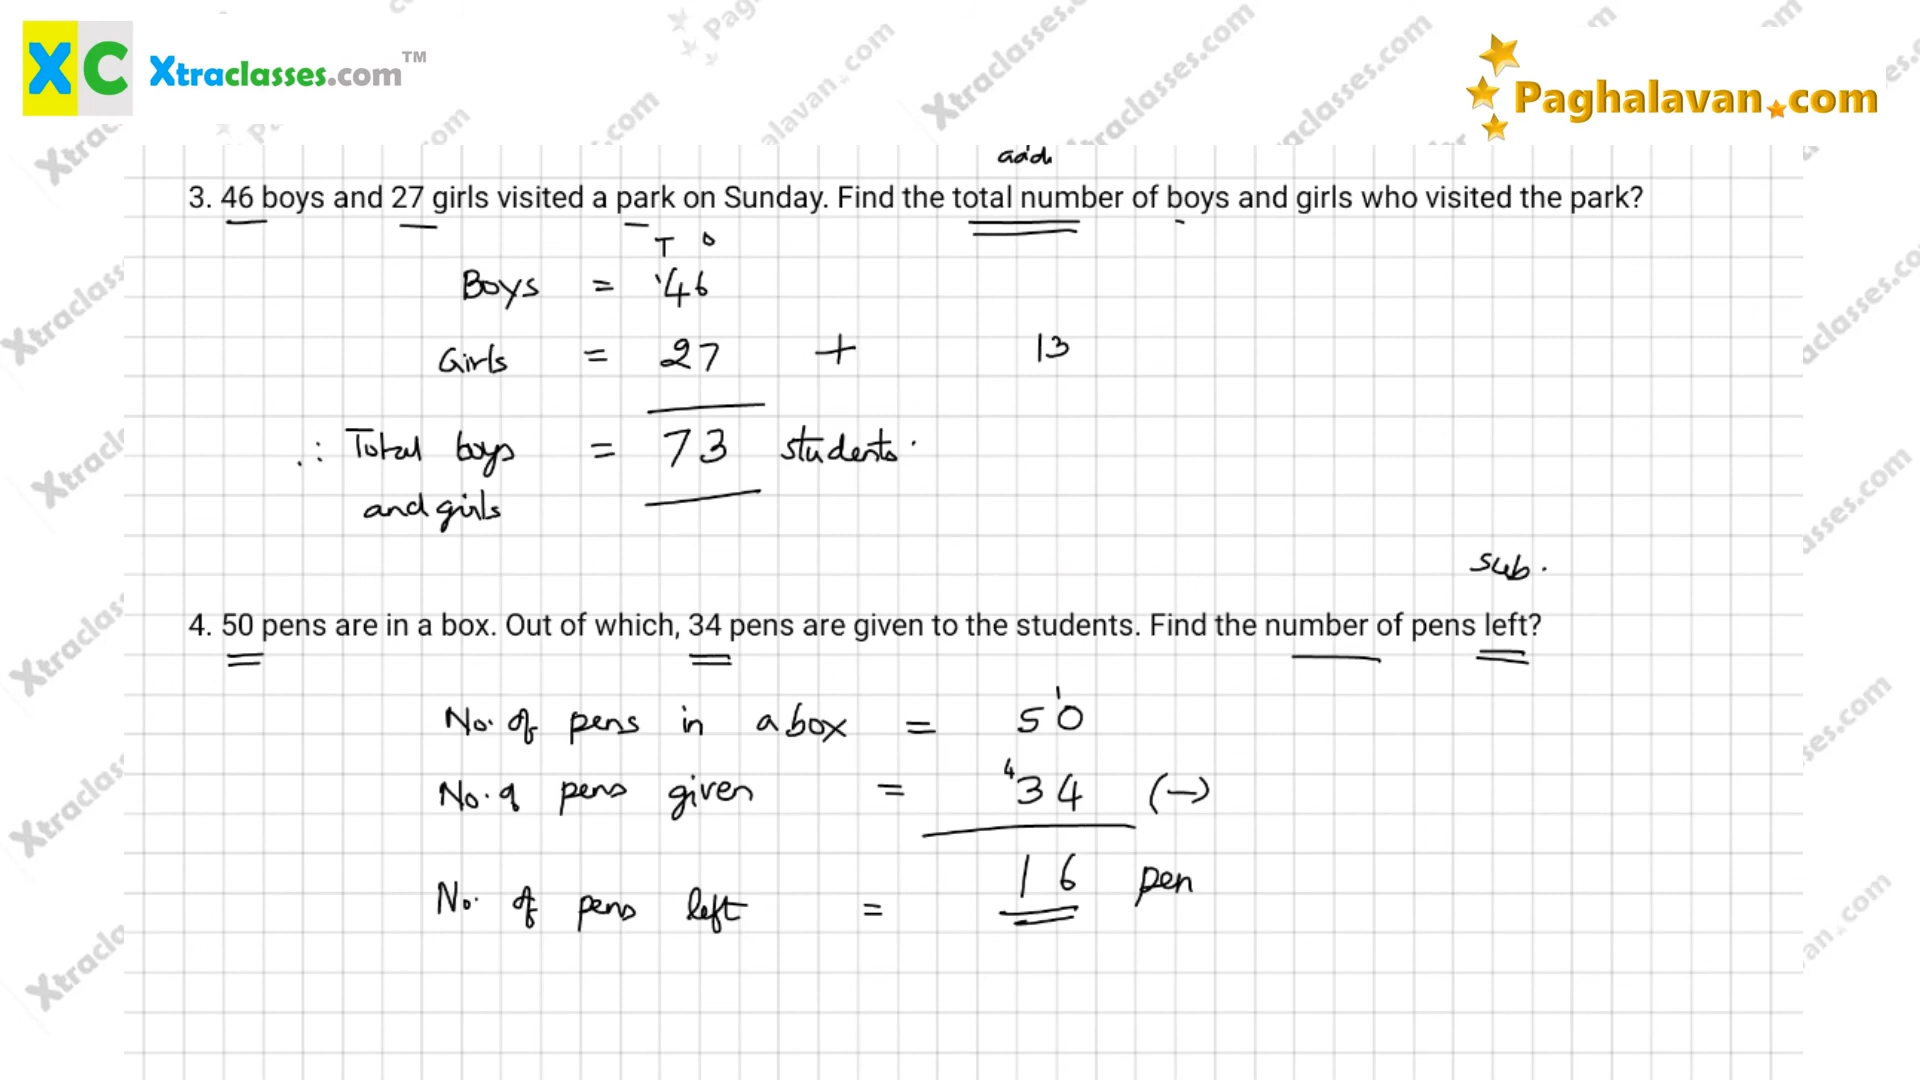 XC Xtraclasses.com™
Paghalavan.com
add
3. 46 boys and 27 girls visited a park on Sunday. Find the total number of boys and girls who visited the park?
T O
Boys = 146
Girls = 27 + 13
∴ Total boys = 73 students.
and girls
sub.
4. 50 pens are in a box. Out of which, 34 pens are given to the students. Find the number of pens left?
1
No. of pens in a box = 50
4
No. of pens given = 34 (-)
No. of pens left = 16 pen